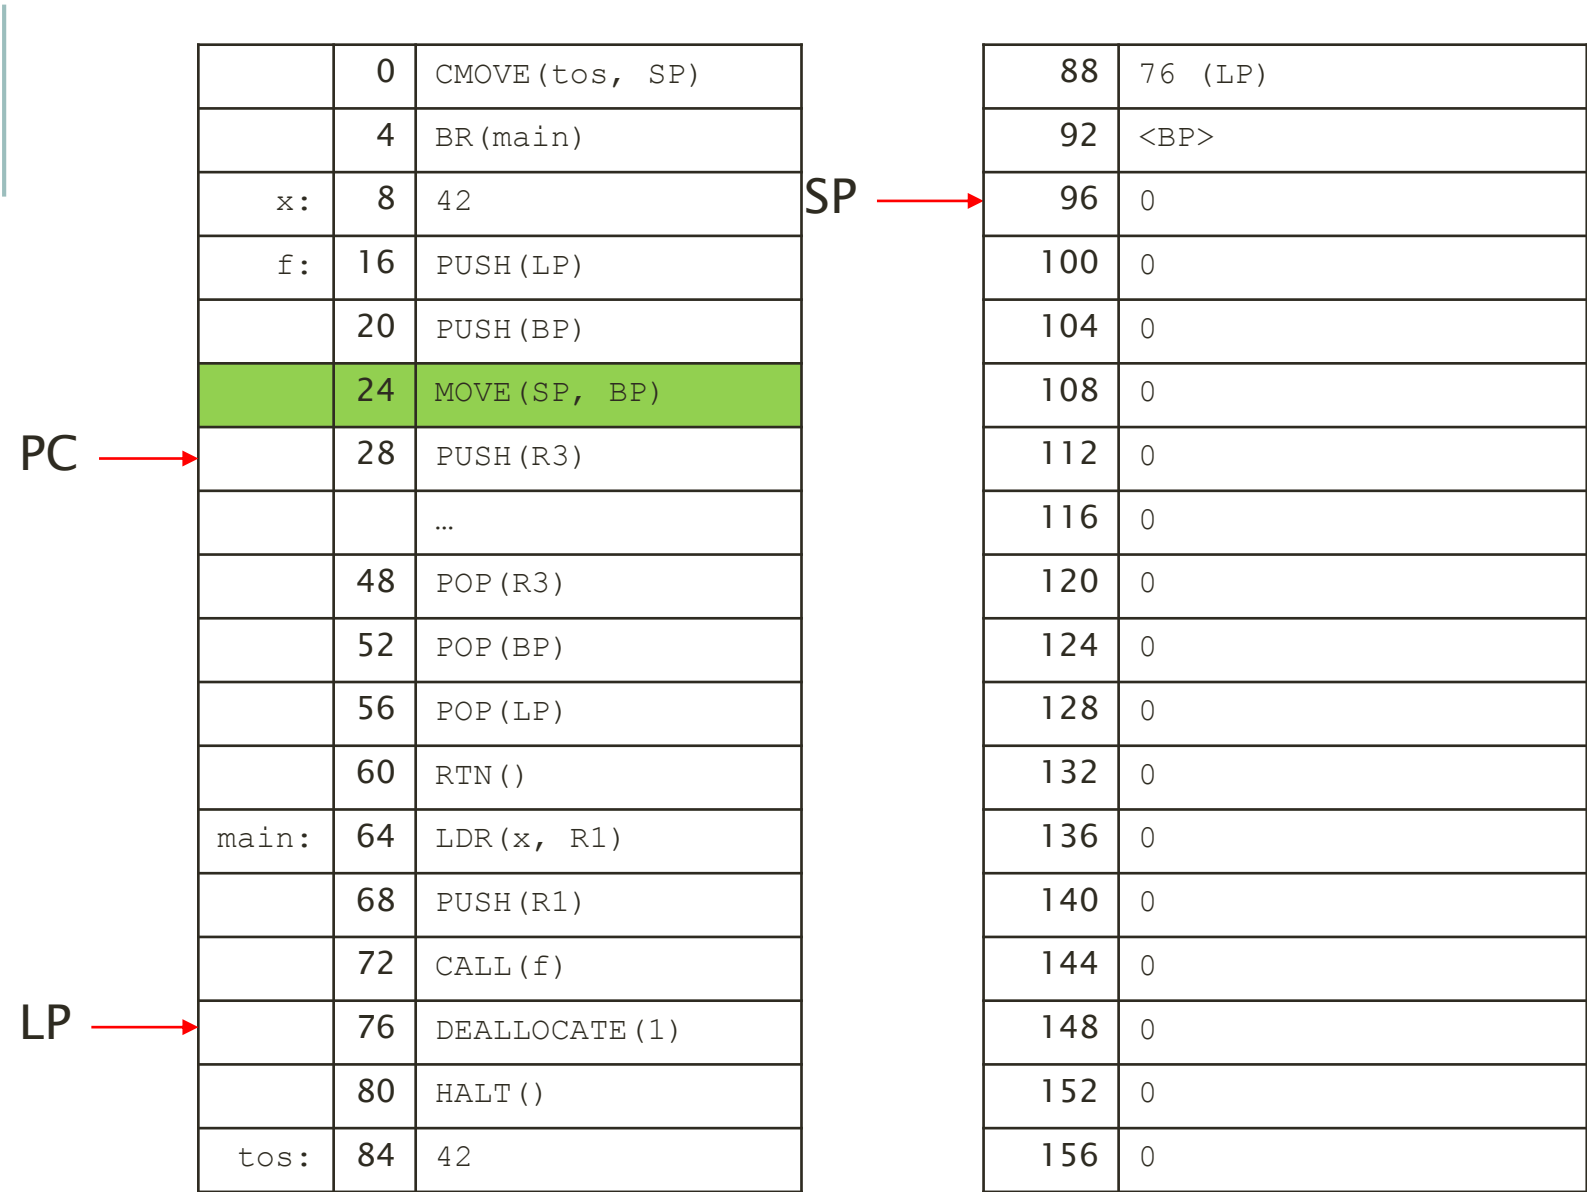 0 CMOVE(tos, SP) 88 76 (LP)
4 BR(main) 92 <BP>
x: 8 42 SP 96 0
f: 16 PUSH(LP) 100 0
20 PUSH(BP) 104 0
24 MOVE(SP, BP) 108 0
PC 28 PUSH(R3) 112 0
… 116 0
48 POP(R3) 120 0
52 POP(BP) 124 0
56 POP(LP) 128 0
60 RTN() 132 0
main: 64 LDR(x, R1) 136 0
68 PUSH(R1) 140 0
72 CALL(f) 144 0
LP 76 DEALLOCATE(1) 148 0
80 HALT() 152 0
tos: 84 42 156 0